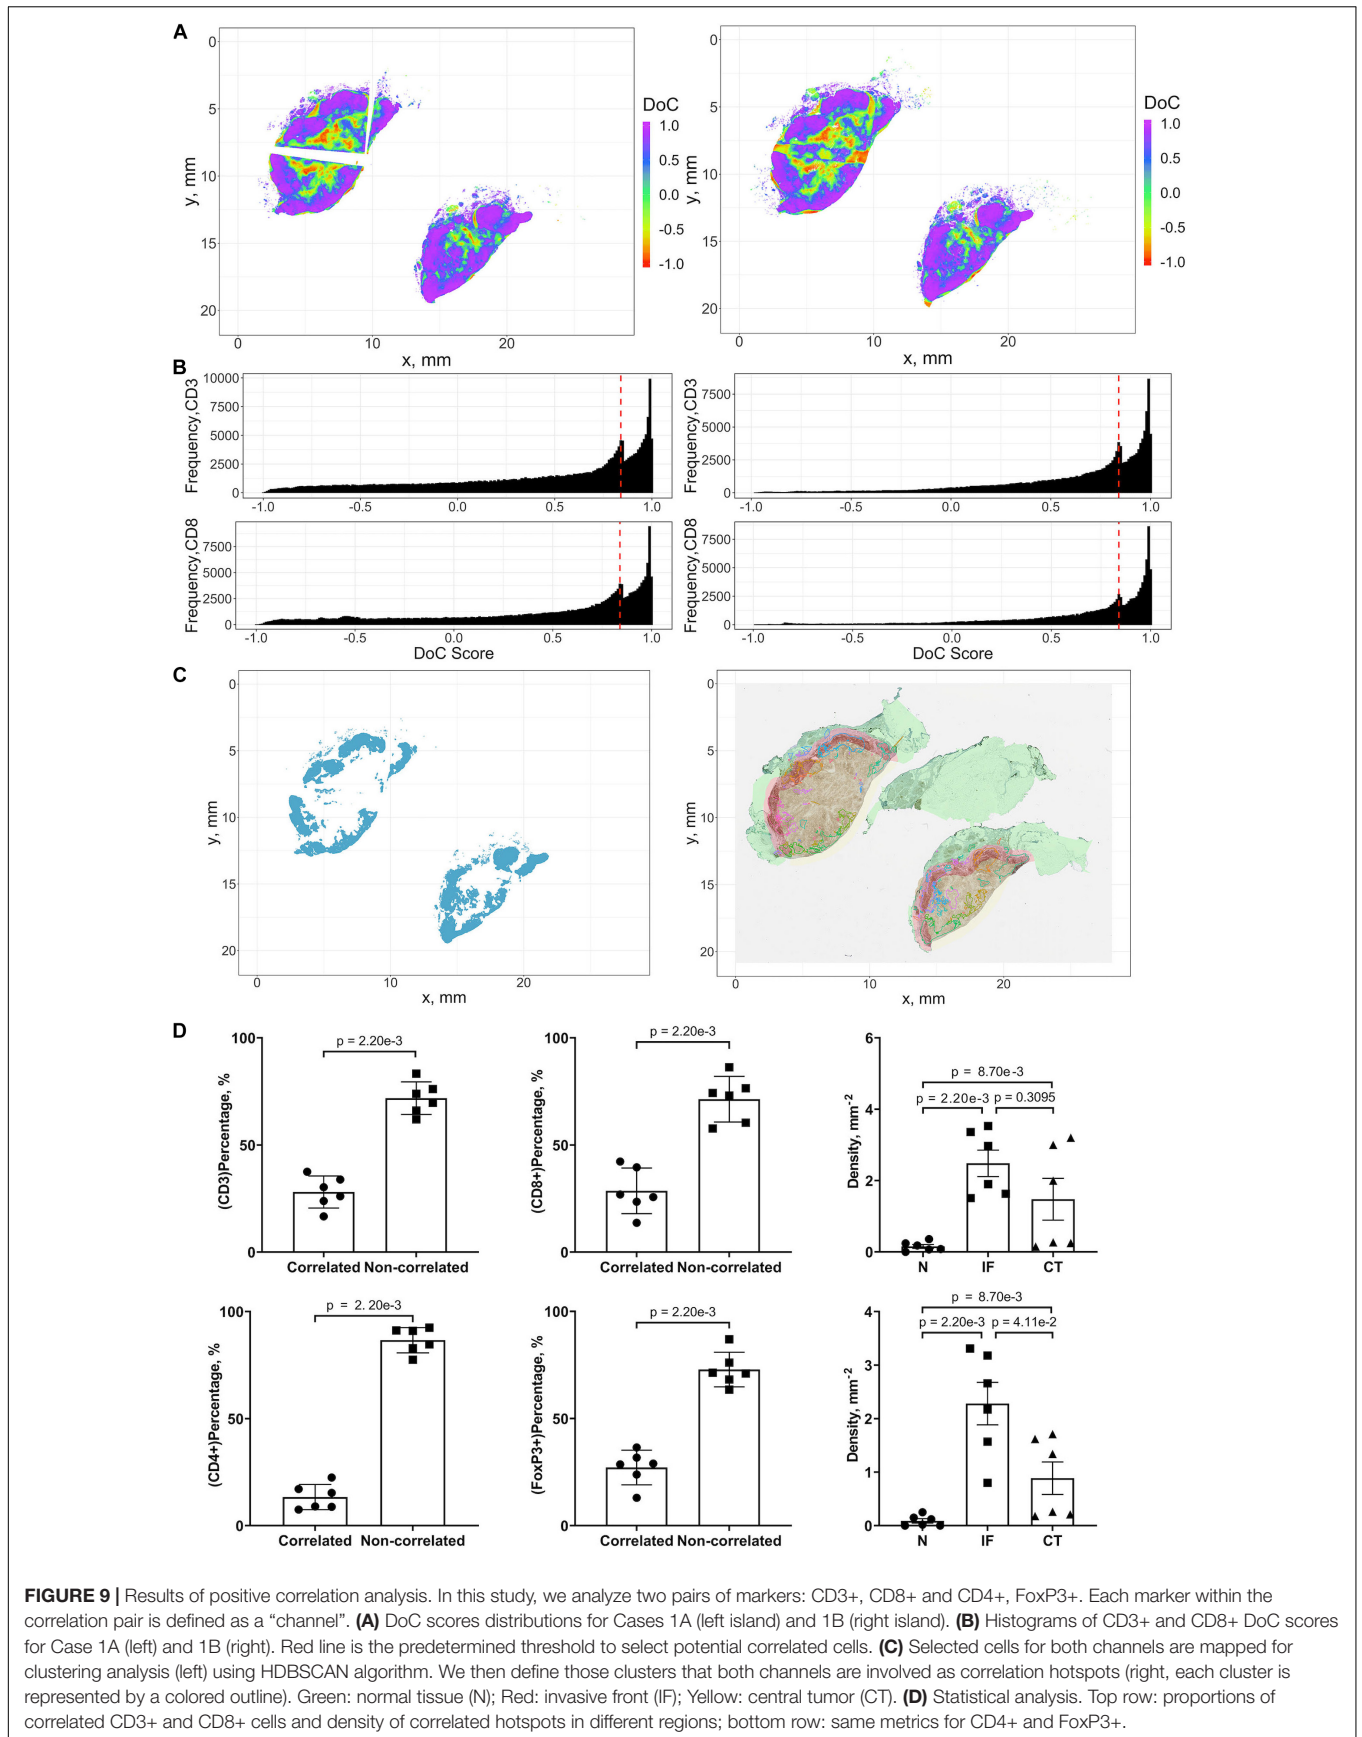 A
0
5
10
15
20
y, mm
0
10
20
x, mm
DoC
1.0
0.5
0.0
-0.5
-1.0
0
5
10
15
20
y, mm
0
10
20
x, mm
DoC
1.0
0.5
0.0
-0.5
-1.0
B
Frequency,CD3
10000
7500
5000
2500
0
-1.0
-0.5
0.0
0.5
1.0
Frequency,CD3
7500
5000
2500
0
-1.0
-0.5
0.0
0.5
1.0
Frequency,CD8
7500
5000
2500
0
-1.0
-0.5
0.0
0.5
1.0
DoC Score
Frequency,CD8
7500
5000
2500
0
-1.0
-0.5
0.0
0.5
1.0
DoC Score
C
0
5
10
15
20
y, mm
0
10
20
x, mm
0
5
10
15
20
y, mm
0
10
20
x, mm
D
(CD3)Percentage, %
100
50
0
p = 2.20e-3
Correlated Non-correlated
(CD8+)Percentage, %
100
50
0
p = 2.20e-3
Correlated Non-correlated
Density, mm-2
6
4
2
0
p = 8.70e-3
p = 2.20e-3 p = 0.3095
N IF CT
(CD4+)Percentage, %
100
50
0
p = 2. 20e-3
Correlated Non-correlated
(FoxP3+)Percentage, %
100
50
0
p = 2.20e-3
Correlated Non-correlated
Density, mm-2
4
3
2
1
0
p = 8.70e-3
p = 2.20e-3 p = 4.11e-2
N IF CT
FIGURE 9 | Results of positive correlation analysis. In this study, we analyze two pairs of markers: CD3+, CD8+ and CD4+, FoxP3+. Each marker within the
correlation pair is defined as a “channel”. (A) DoC scores distributions for Cases 1A (left island) and 1B (right island). (B) Histograms of CD3+ and CD8+ DoC scores
for Case 1A (left) and 1B (right). Red line is the predetermined threshold to select potential correlated cells. (C) Selected cells for both channels are mapped for
clustering analysis (left) using HDBSCAN algorithm. We then define those clusters that both channels are involved as correlation hotspots (right, each cluster is
represented by a colored outline). Green: normal tissue (N); Red: invasive front (IF); Yellow: central tumor (CT). (D) Statistical analysis. Top row: proportions of
correlated CD3+ and CD8+ cells and density of correlated hotspots in different regions; bottom row: same metrics for CD4+ and FoxP3+.